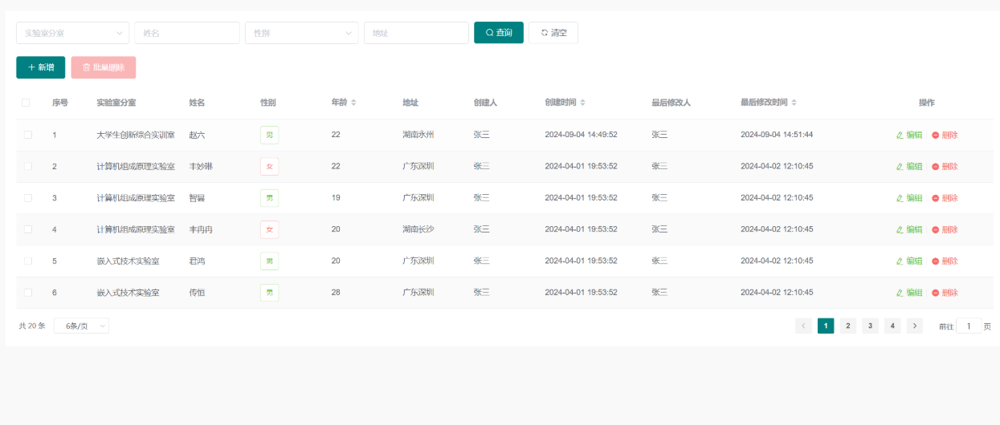 实验室分室 姓名 性别 地址 查询 清空
新增 批量删除
序号 实验室分室 姓名 性别 年龄 地址 创建人 创建时间 最后修改人 最后修改时间 操作
1 大学生创新综合实训室 赵六 男 22 湖南永州 张三 2024-09-04 14:49:52 张三 2024-09-04 14:51:44 编辑 删除
2 计算机组成原理实验室 丰妙琳 女 22 广东深圳 张三 2024-04-01 19:53:52 张三 2024-04-02 12:10:45 编辑 删除
3 计算机组成原理实验室 智昙 男 19 广东深圳 张三 2024-04-01 19:53:52 张三 2024-04-02 12:10:45 编辑 删除
4 计算机组成原理实验室 丰冉冉 女 20 湖南长沙 张三 2024-04-01 19:53:52 张三 2024-04-02 12:10:45 编辑 删除
5 嵌入式技术实验室 君鸿 男 20 广东深圳 张三 2024-04-01 19:53:52 张三 2024-04-02 12:10:45 编辑 删除
6 嵌入式技术实验室 传恒 男 28 广东深圳 张三 2024-04-01 19:53:52 张三 2024-04-02 12:10:45 编辑 删除
共 20 条 6条/页 1 2 3 4 前往 1 页